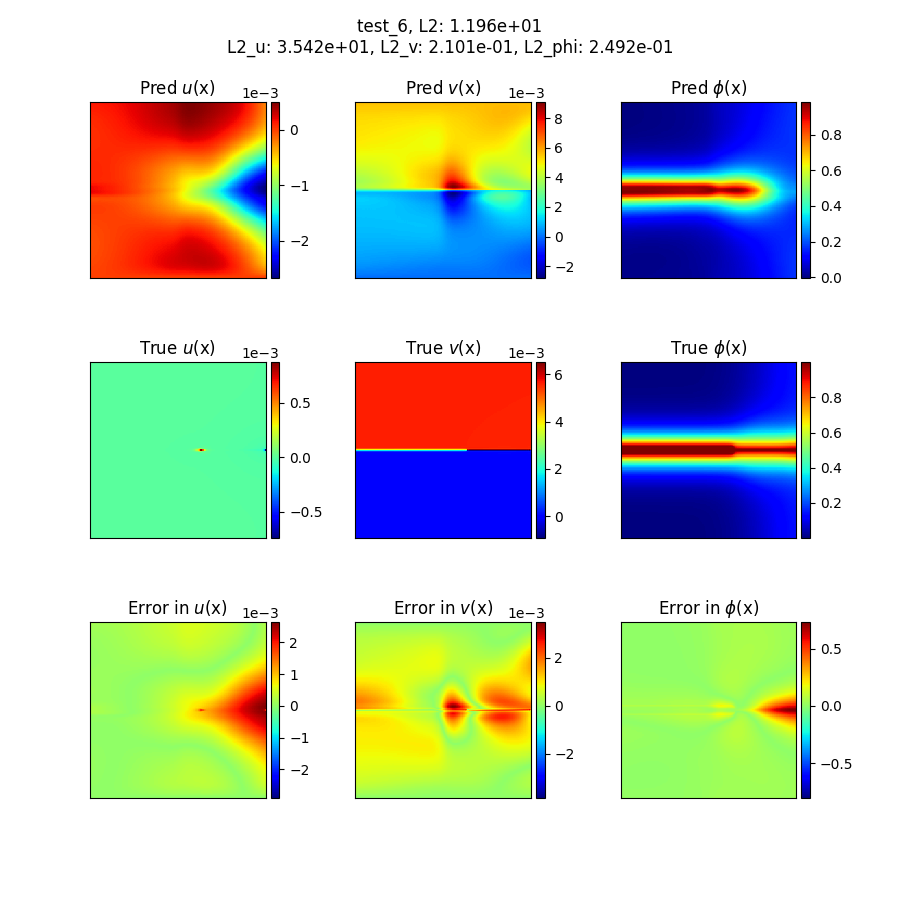 test_6, L2: 1.196e+01
L2_u: 3.542e+01, L2_v: 2.101e-01, L2_phi: 2.492e-01
Pred u(x)
1e−3
0
−1
−2
Pred v(x)
1e−3
8
6
4
2
0
−2
Pred ϕ(x)
0.8
0.6
0.4
0.2
0.0
True u(x)
1e−3
0.5
0.0
−0.5
True v(x)
1e−3
6
4
2
0
True ϕ(x)
0.8
0.6
0.4
0.2
Error in u(x)
1e−3
2
1
0
−1
−2
Error in v(x)
1e−3
2
0
−2
Error in ϕ(x)
0.5
0.0
−0.5